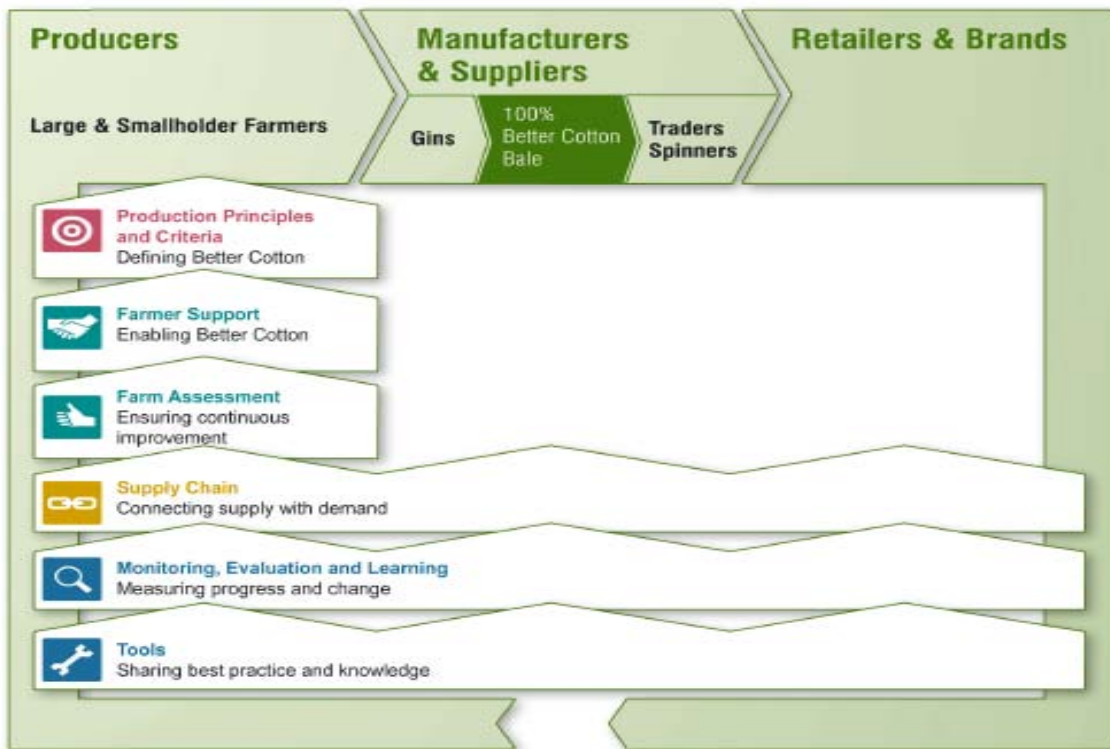 Producers
Large & Smallholder Farmers
Manufacturers
& Suppliers
Gins
100%
Better Cotton
Bale
Traders
Spinners
Retailers & Brands
Production Principles
and Criteria
Defining Better Cotton
Farmer Support
Enabling Better Cotton
Farm Assessment
Ensuring continuous
improvement
Supply Chain
Connecting supply with demand
Monitoring, Evaluation and Learning
Measuring progress and change
Tools
Sharing best practice and knowledge